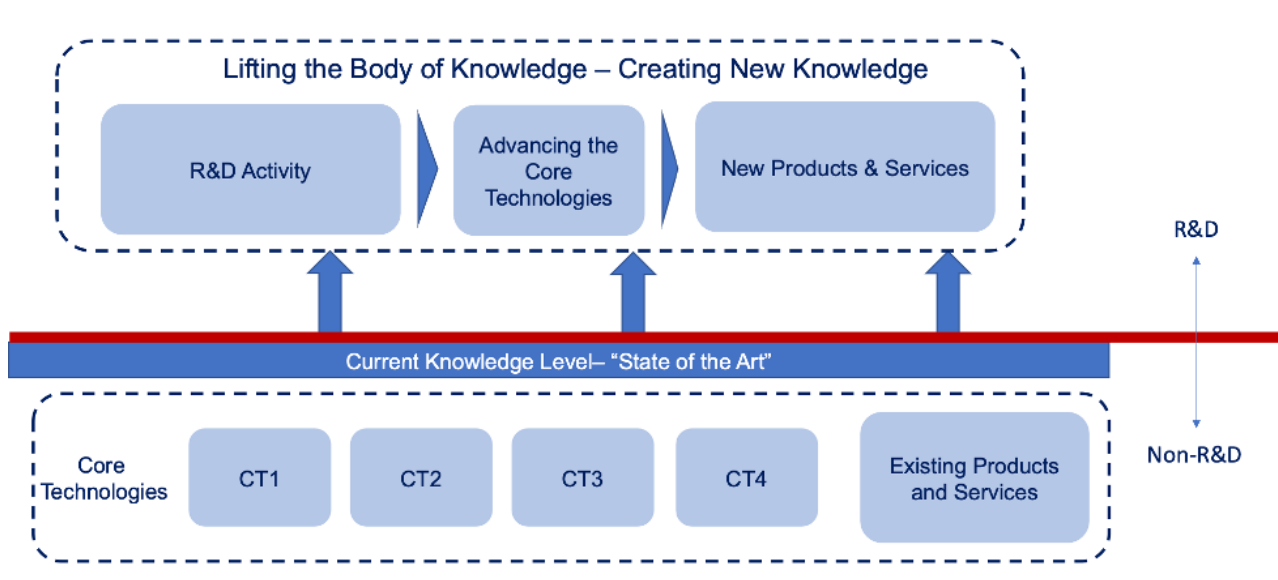 Lifting the Body of Knowledge – Creating New Knowledge
R&D Activity
Advancing the
Core
Technologies
New Products & Services
R&D
Current Knowledge Level– “State of the Art”
Core
Technologies
CT1
CT2
CT3
CT4
Existing Products
and Services
Non-R&D